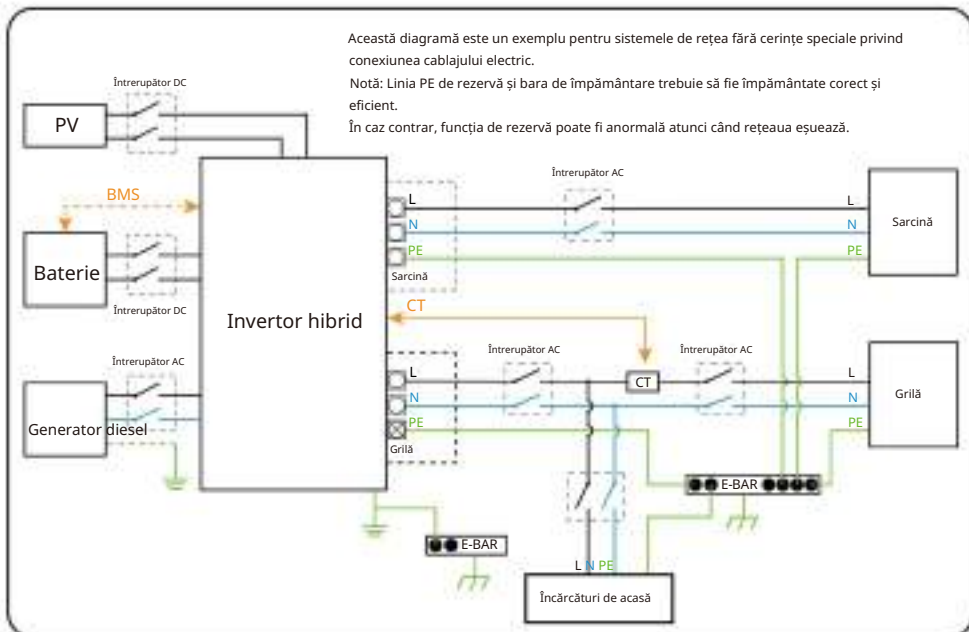 Această diagramă este un exemplu pentru sistemele de rețea fără cerințe speciale privind
conexiunea cablajului electric.
Notă: Linia PE de rezervă și bara de împământare trebuie să fie împământate corect și
eficient.
În caz contrar, funcția de rezervă poate fi anormală atunci când rețeaua eșuează.
Întrerupător DC
PV
BMS
Baterie
Întrerupător DC
Întrerupător AC
Generator diesel
Invertor hibrid
L
N
PE
Sarcină
Întrerupător AC
L
N
PE
Sarcină
CT
L
N
PE
Grilă
Întrerupător AC
CT
Întrerupător AC
L
N
PE
Grilă
E-BAR
E-BAR
L N PE
Încărcături de acasă